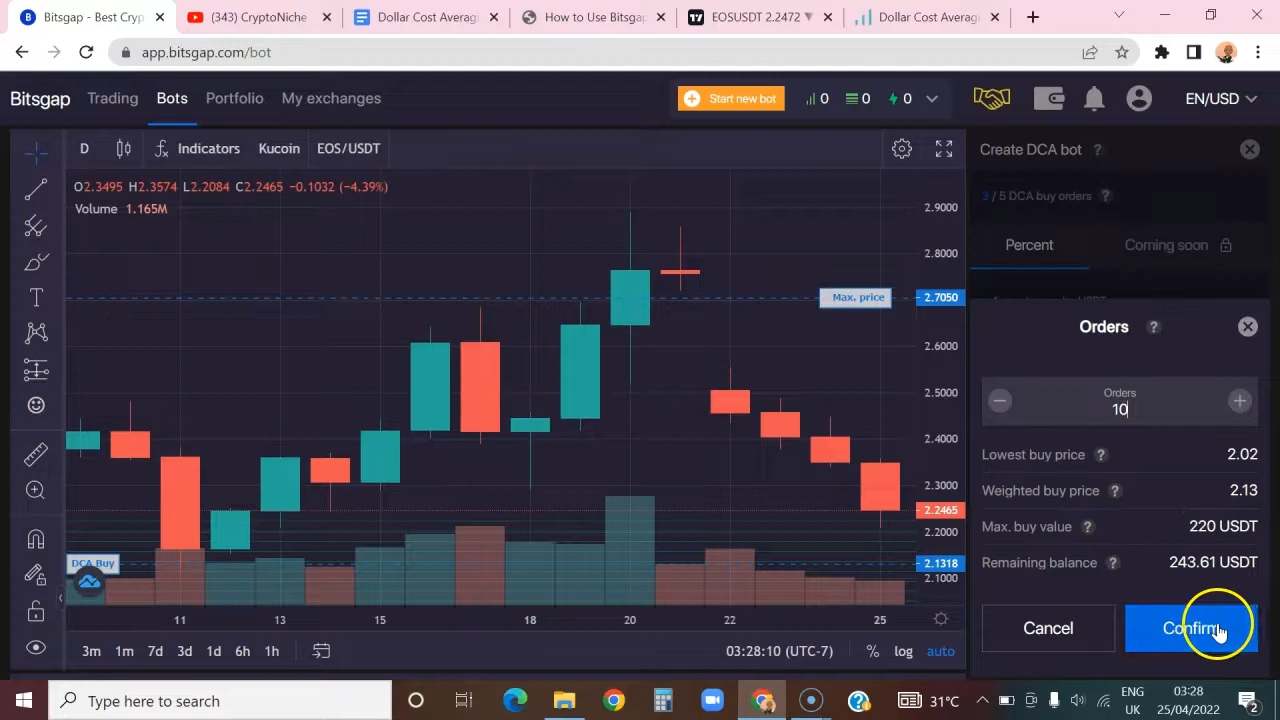 Bitsgap - Best Cryp
(343) CryptoNiche
Dollar Cost Averagi
How to Use Bitsgap
EOSUSDT 2.2472 ▼
Dollar Cost Averagi
app.bitsgap.com/bot
Bitsgap
Trading
Bots
Portfolio
My exchanges
Start new bot
0
0
0
EN/USD
D
Indicators
Kucoin
EOS/USDT
O2.3495 H2.3574 L2.2084 C2.2465 −0.1032 (−4.39%)
Volume 1.165M
2.9000
2.8000
Max. price
2.7050
2.6000
2.5000
2.4000
2.3000
2.2465
2.2000
DCA Buy
2.1318
2.1000
11
13
15
18
20
22
25
3m 1m 7d 3d 1d 6h 1h
03:28:10 (UTC-7)
% log auto
Create DCA bot ?
3 / 5 DCA buy orders ?
Percent
Coming soon
Orders ?
Orders
10
Lowest buy price ? 2.02
Weighted buy price ? 2.13
Max. buy value ? 220 USDT
Remaining balance ? 243.61 USDT
Cancel
Confirm
Type here to search
31°C
ENG
UK
03:28
25/04/2022
2